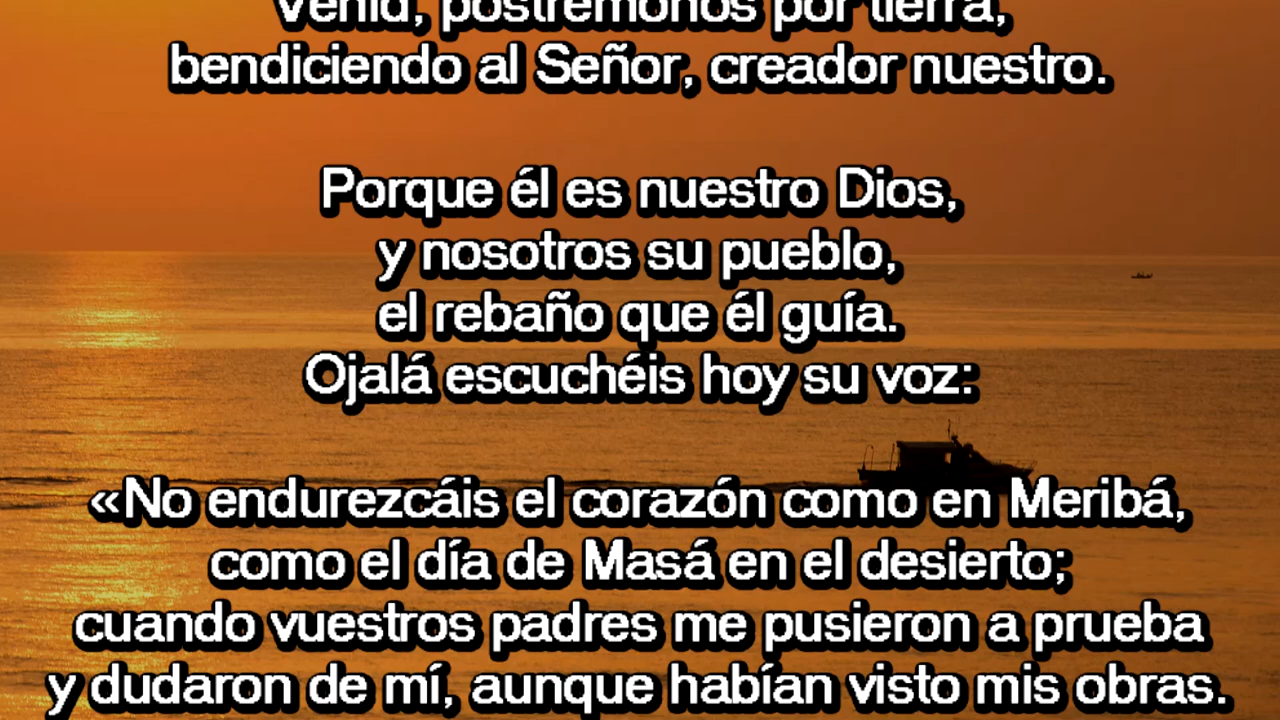 Venid, postrémonos por tierra,
bendiciendo al Señor, creador nuestro.
Porque él es nuestro Dios,
y nosotros su pueblo,
el rebaño que él guía.
Ojalá escuchéis hoy su voz:
«No endurezcáis el corazón como en Meribá,
como el día de Masá en el desierto;
cuando vuestros padres me pusieron a prueba
y dudaron de mí, aunque habían visto mis obras.